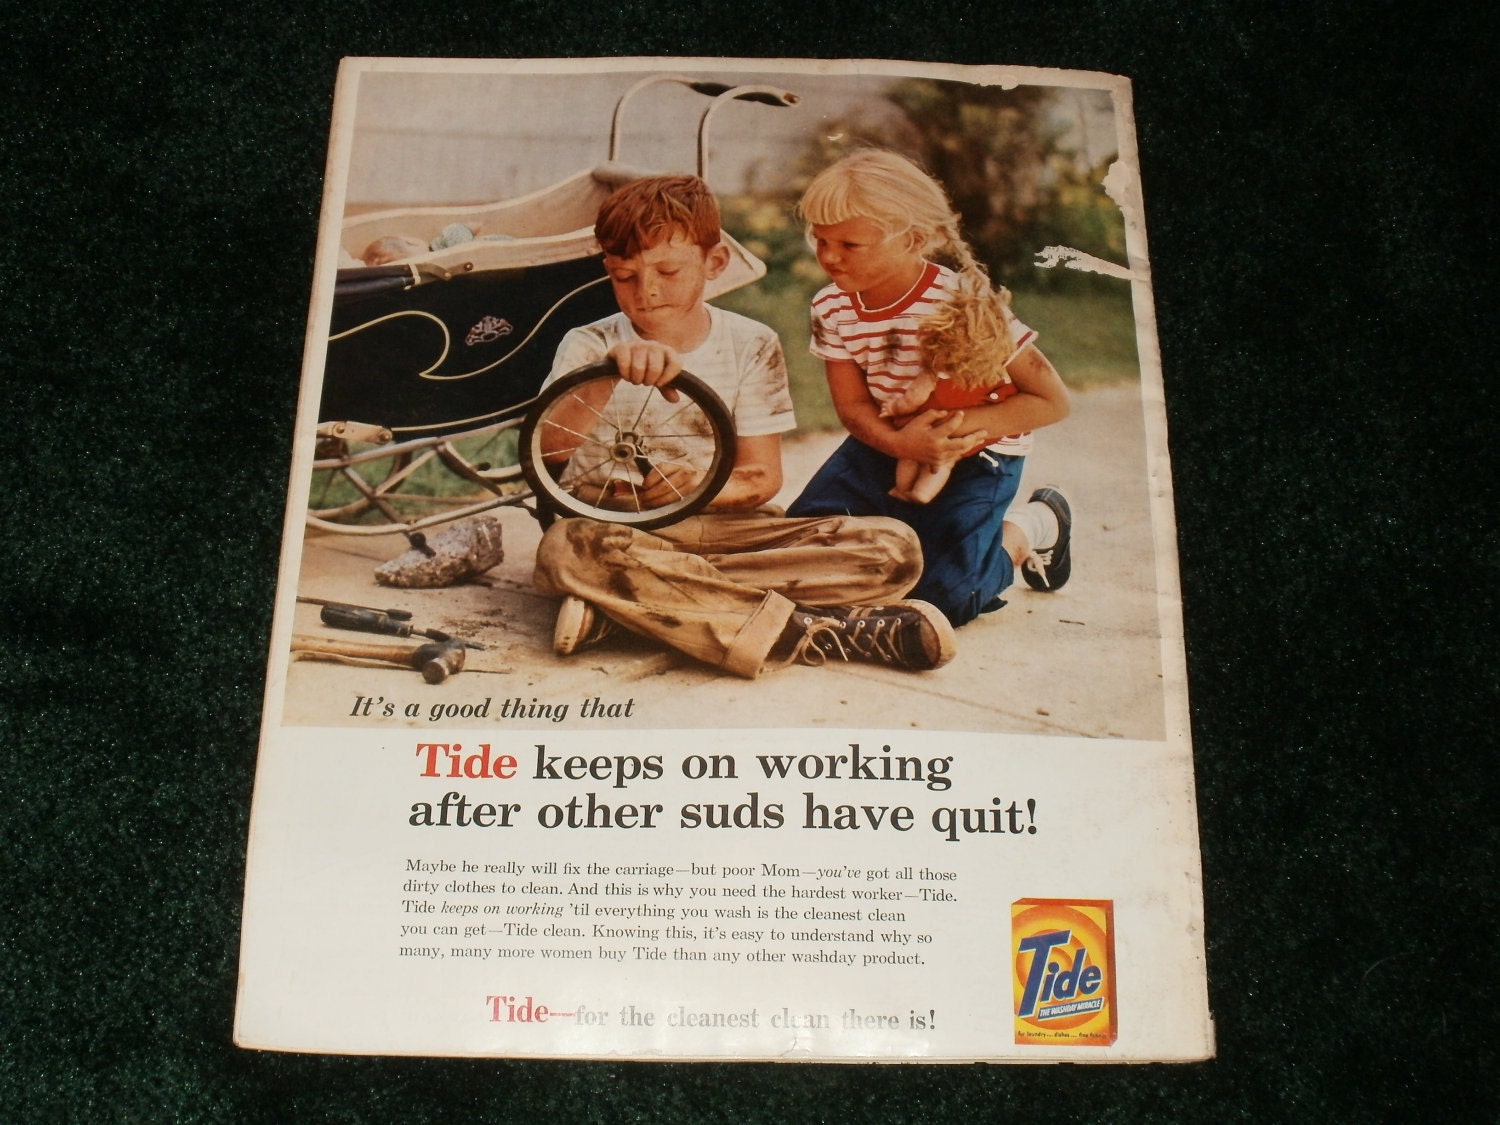 It's a good thing that
Tide keeps on working
after other suds have quit!
Maybe he really will fix the carriage—but poor Mom—you've got all those
dirty clothes to clean. And this is why you need the hardest worker—Tide.
Tide keeps on working 'til everything you wash is the cleanest clean
you can get—Tide clean. Knowing this, it's easy to understand why so
many, many more women buy Tide than any other washday product.
Tide—for the cleanest clean there is!
Tide
THE WASHDAY MIRACLE